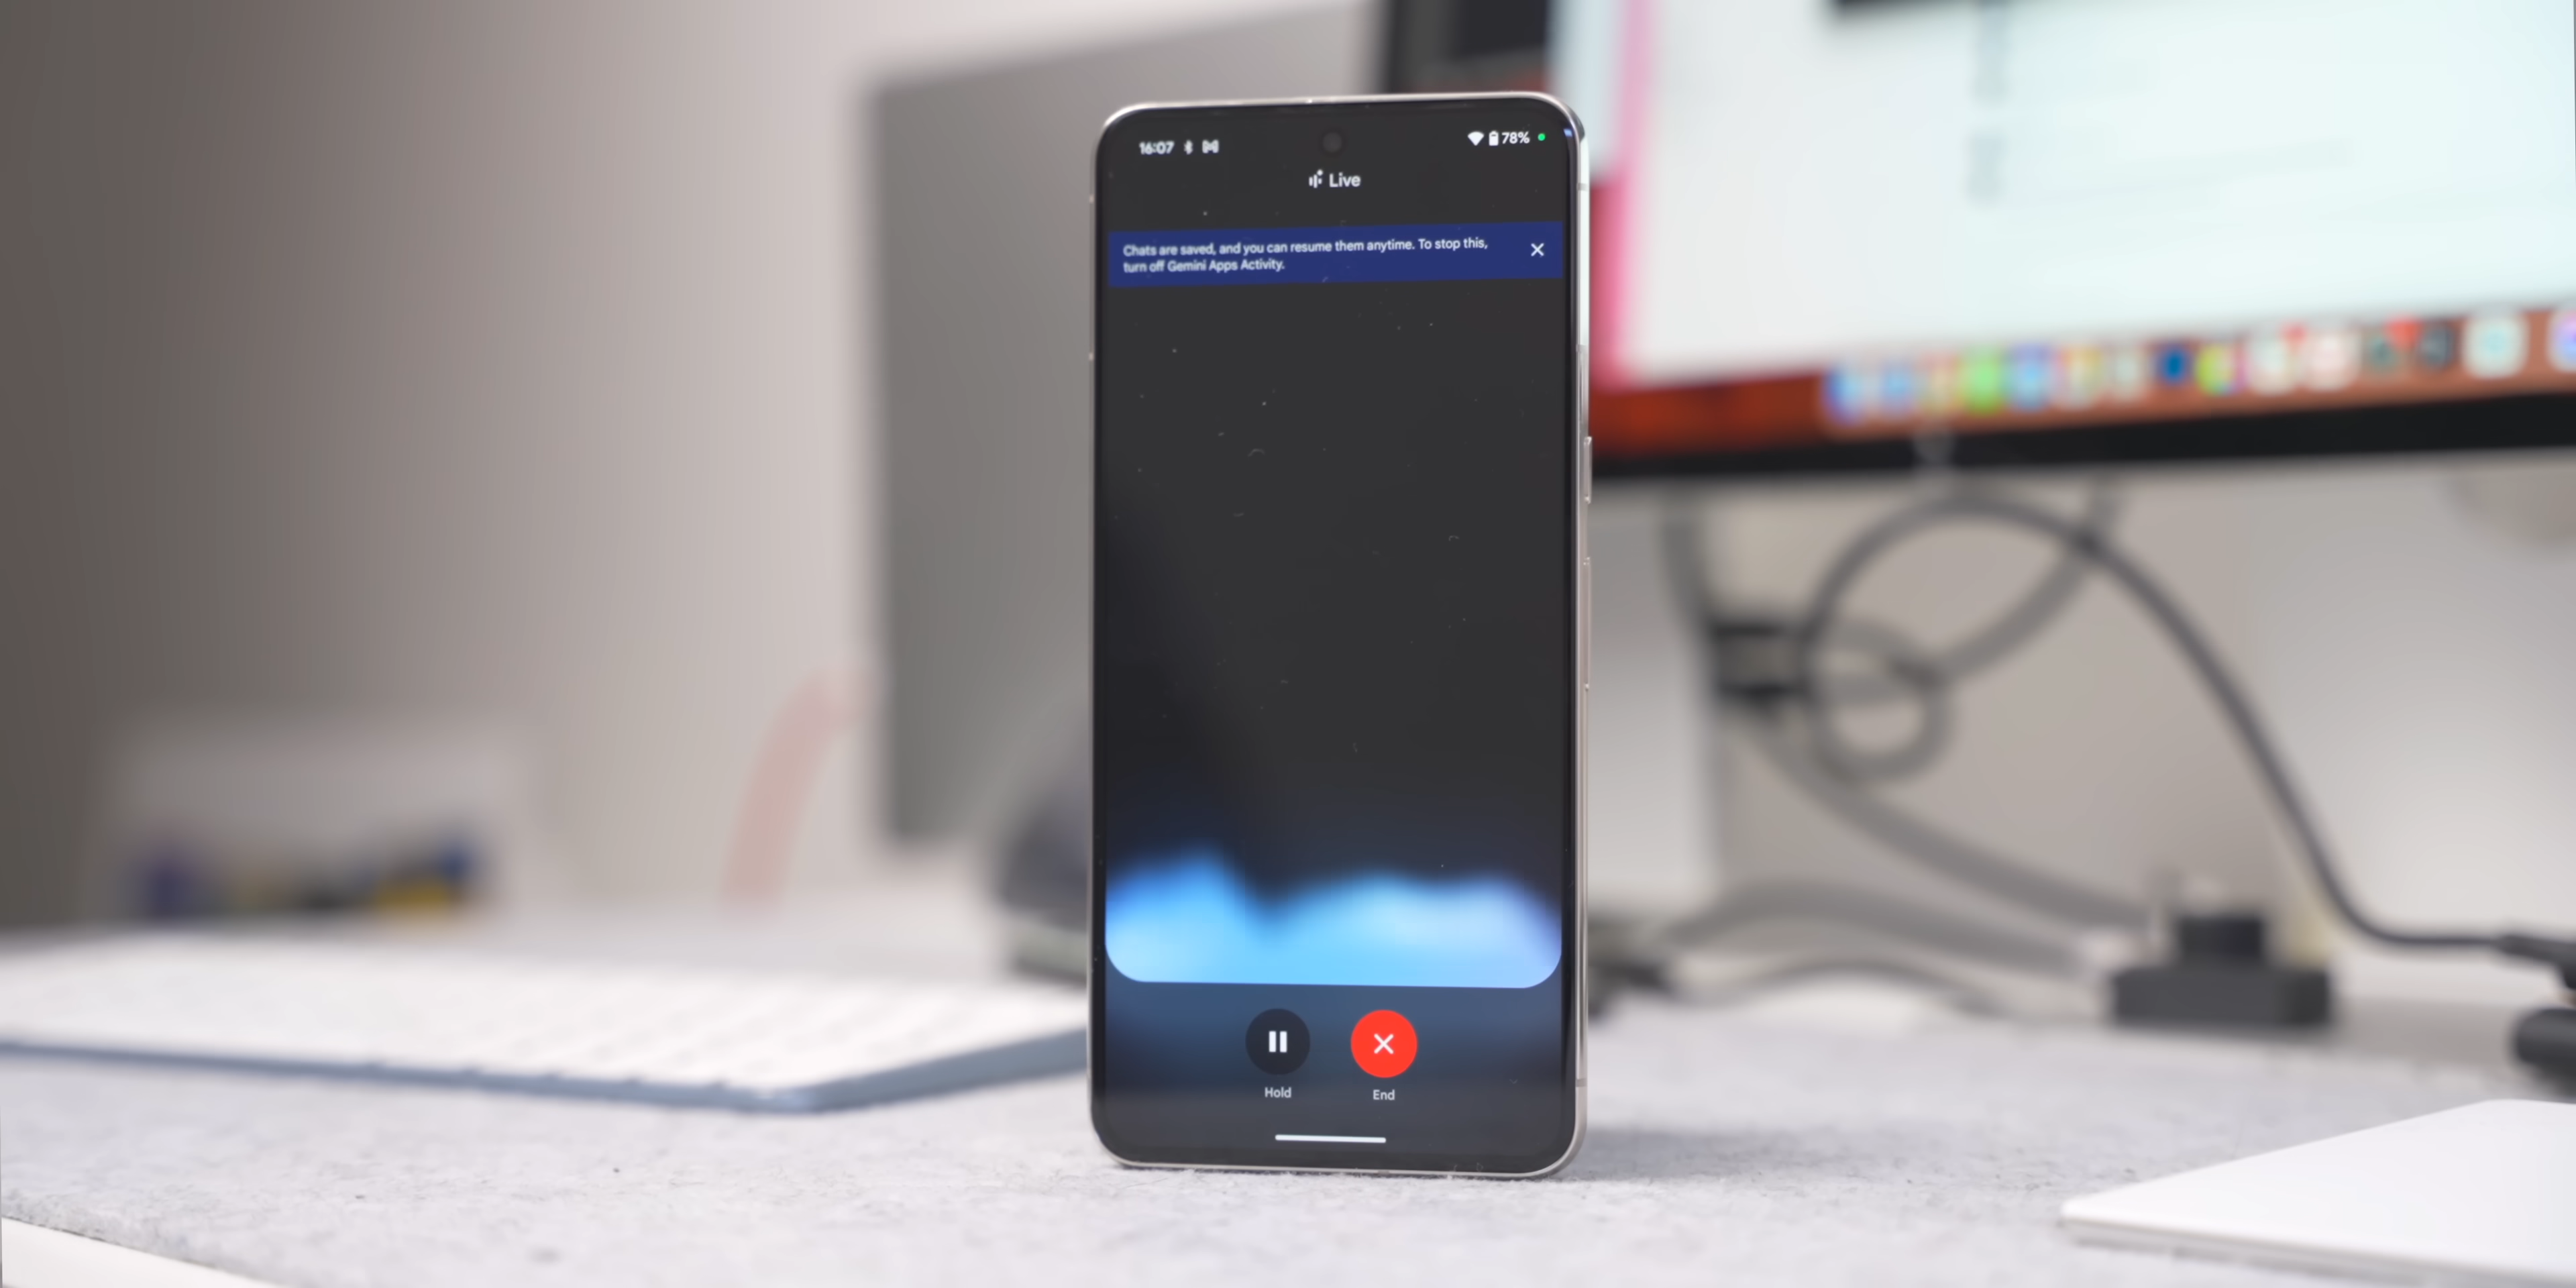 16:07
78%
Live
Chats are saved, and you can resume them anytime. To stop this,
turn off Gemini Apps Activity.
Hold
End